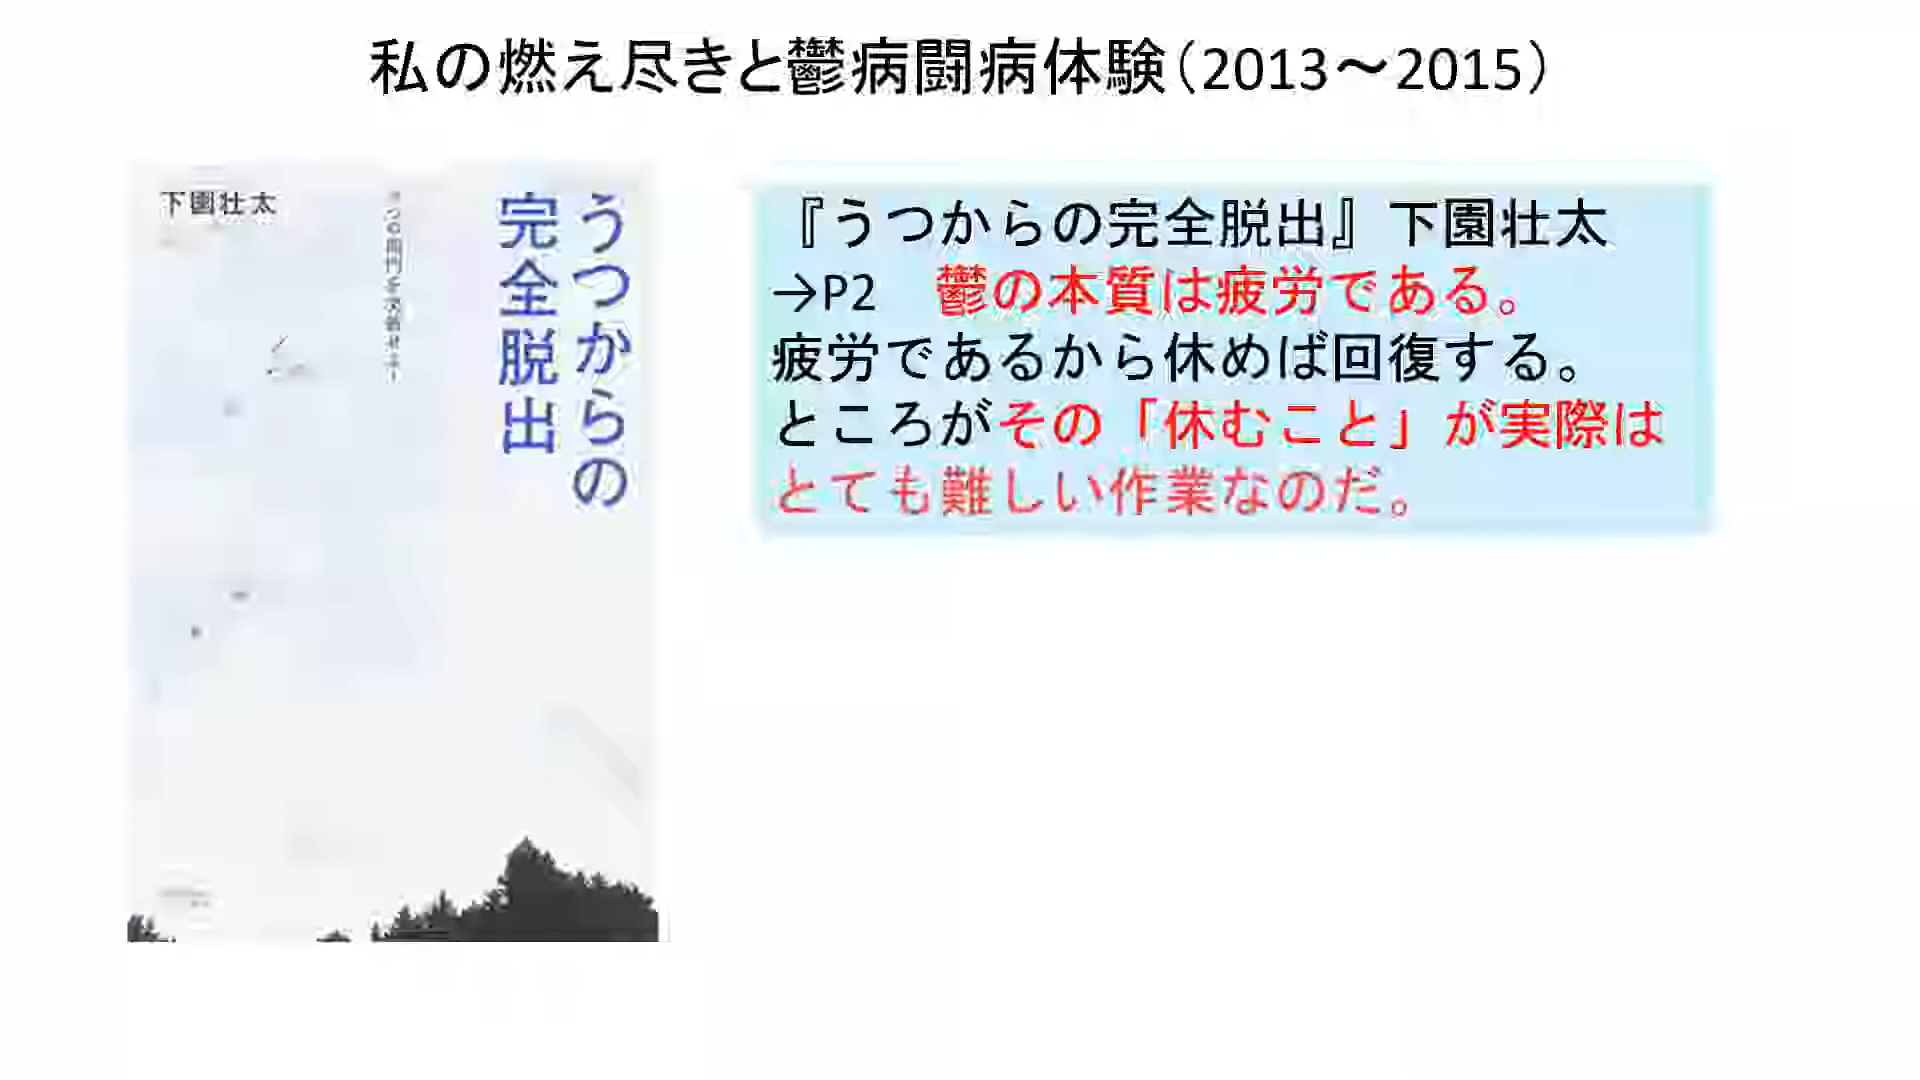 私の燃え尽きと鬱病闘病体験（2013～2015）
下園壮太
うつからの
完全脱出
『うつからの完全脱出』下園壮太
→P2　鬱の本質は疲労である。
疲労であるから休めば回復する。
ところがその「休むこと」が実際は
とても難しい作業なのだ。